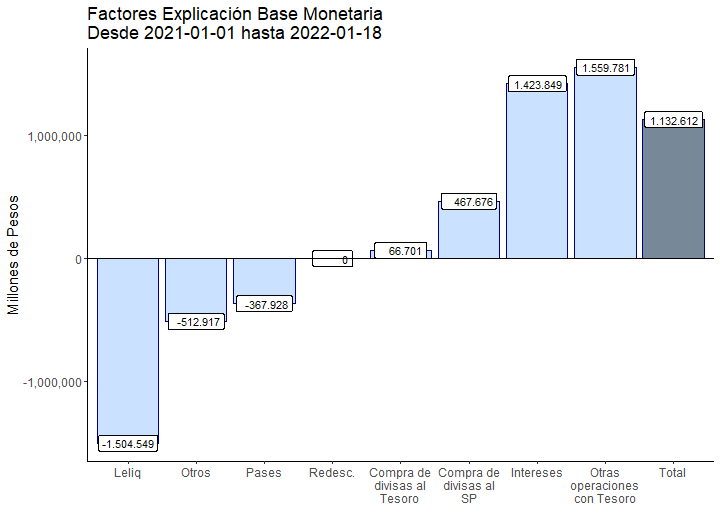 Factores Explicación Base Monetaria
Desde 2021-01-01 hasta 2022-01-18
Millones de Pesos
1,000,000
0
-1,000,000
-1.504.549
-512.917
-367.928
0
66.701
467.676
1.423.849
1.559.781
1.132.612
Leliq
Otros
Pases
Redesc.
Compra de
divisas al
Tesoro
Compra de
divisas al
SP
Intereses
Otras
operaciones
con Tesoro
Total